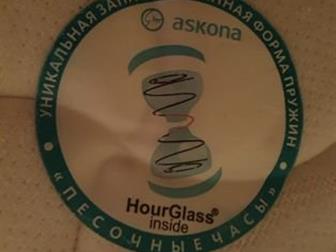 УНИКАЛЬНАЯ ФОРМА ПРУЖИН
askona
HourGlass®
inside
"ПЕСОЧНЫЕ ЧАСЫ"